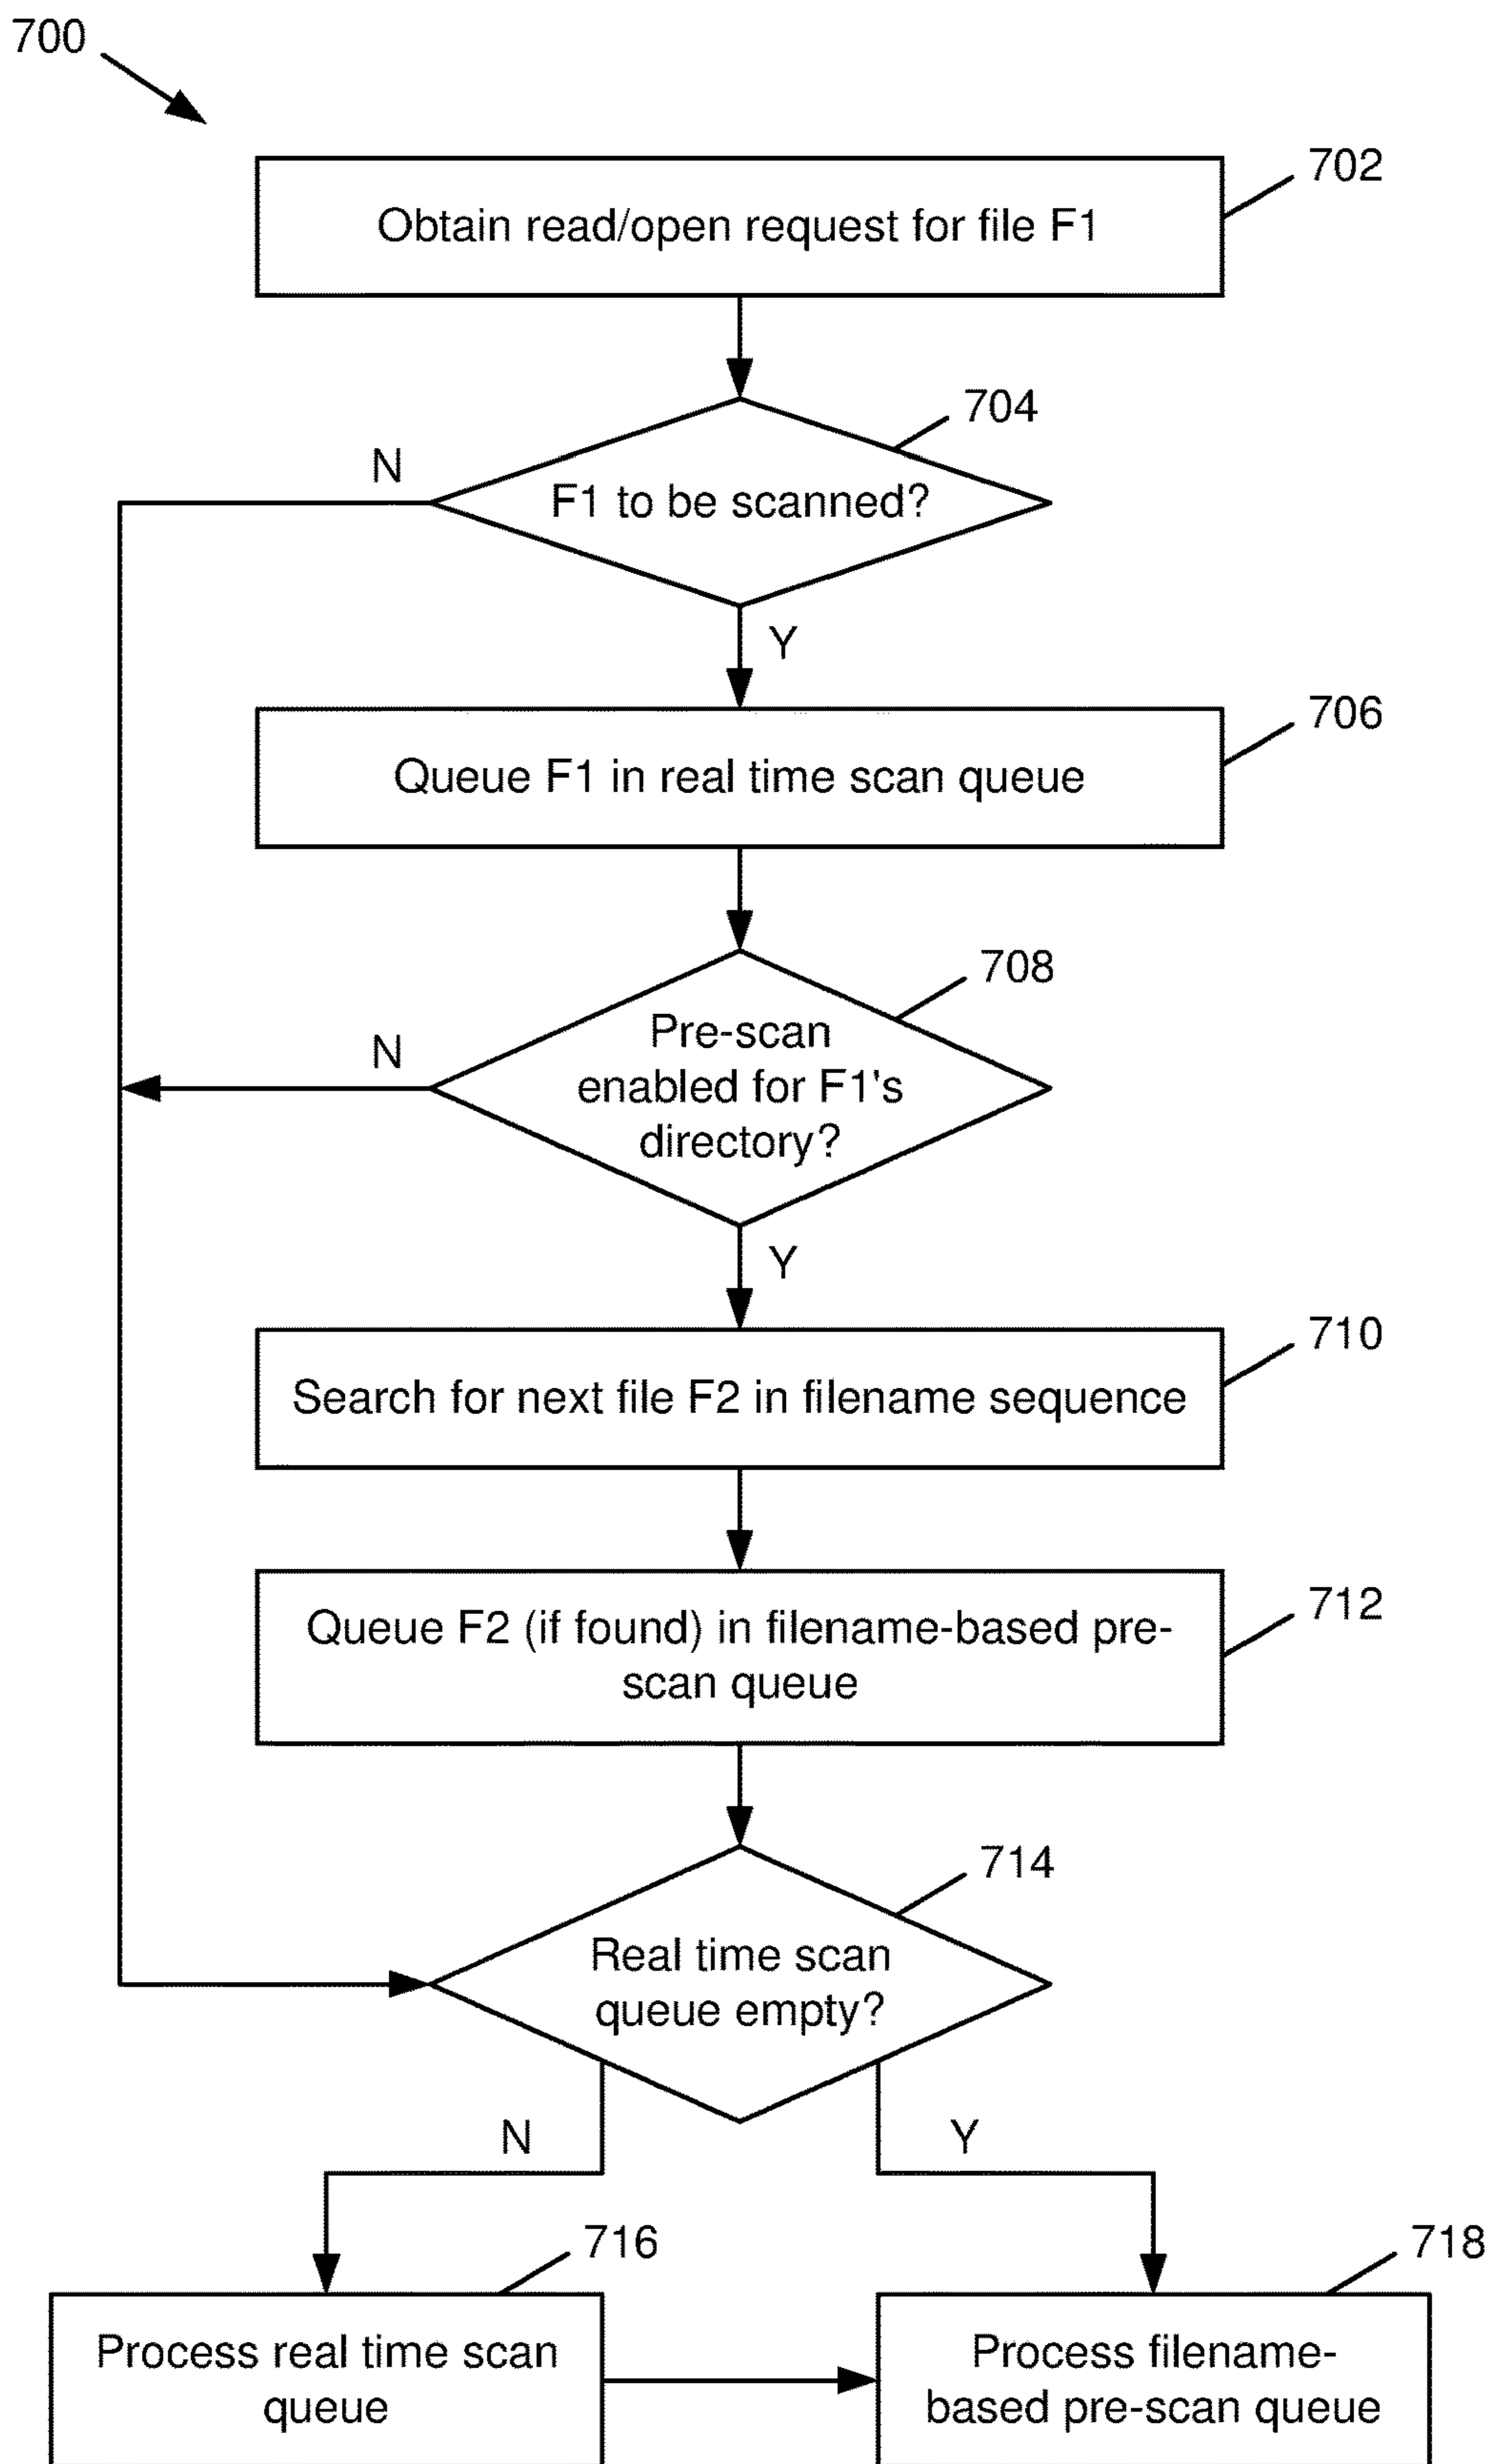 700
702
Obtain read/open request for file F1
704
N
F1 to be scanned?
Y
706
Queue F1 in real time scan queue
708
N
Pre-scan
enabled for F1's
directory?
Y
710
Search for next file F2 in filename sequence
712
Queue F2 (if found) in filename-based pre-
scan queue
714
Real time scan
queue empty?
N
Y
716
718
Process real time scan
queue
Process filename-
based pre-scan queue